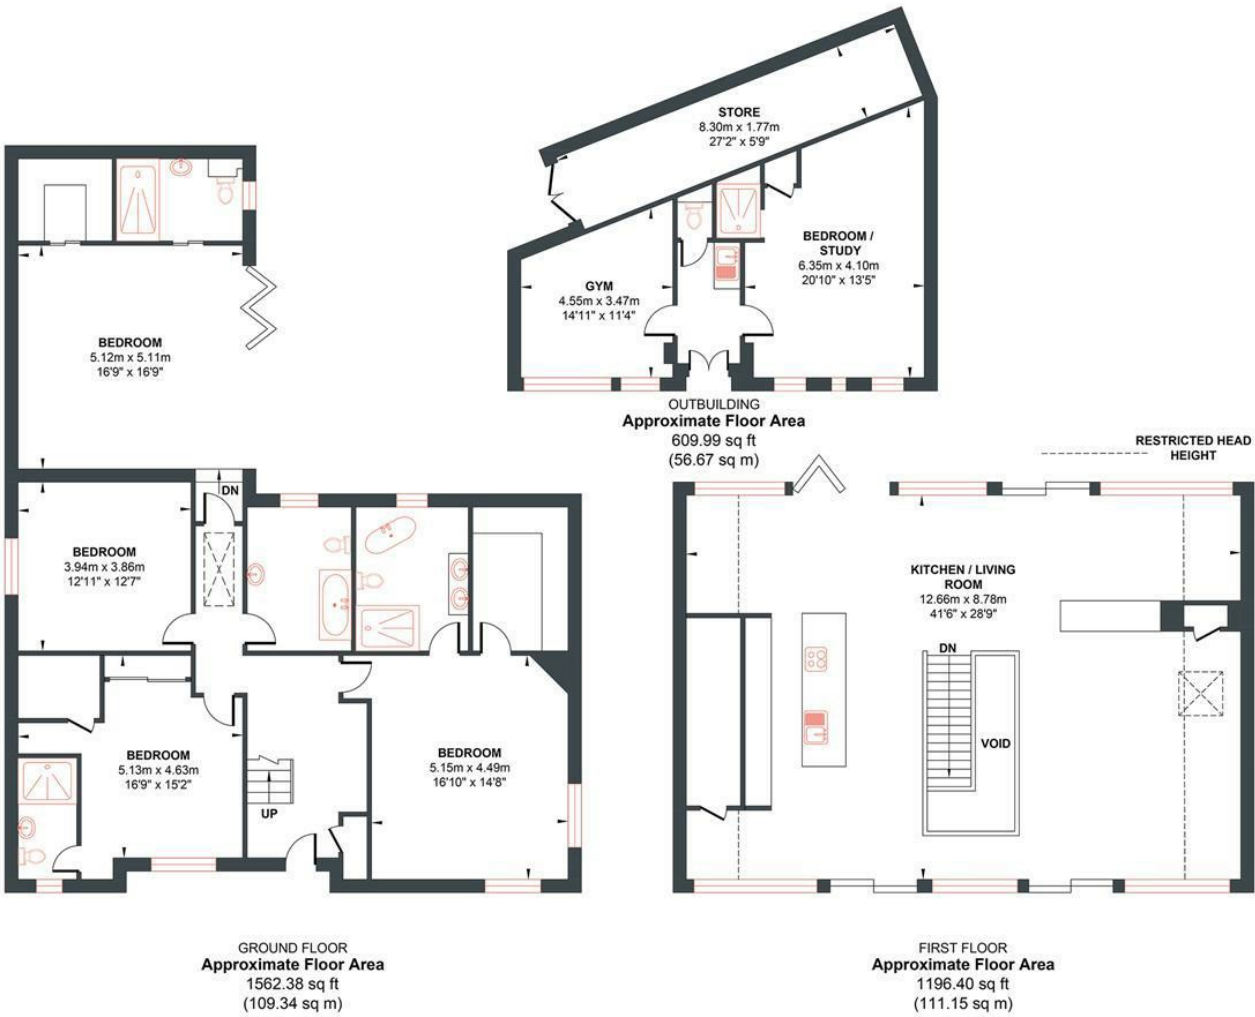 STORE
8.30m x 1.77m
27'2" x 5'9"
BEDROOM /
STUDY
6.35m x 4.10m
20'10" x 13'5"
GYM
4.55m x 3.47m
14'11" x 11'4"
OUTBUILDING
Approximate Floor Area
609.99 sq ft
(56.67 sq m)
BEDROOM
5.12m x 5.11m
16'9" x 16'9"
DN
BEDROOM
3.94m x 3.86m
12'11" x 12'7"
BEDROOM
5.13m x 4.63m
16'9" x 15'2"
UP
BEDROOM
5.15m x 4.49m
16'10" x 14'8"
GROUND FLOOR
Approximate Floor Area
1562.38 sq ft
(109.34 sq m)
RESTRICTED HEAD
HEIGHT
KITCHEN / LIVING
ROOM
12.66m x 8.78m
41'6" x 28'9"
DN
VOID
FIRST FLOOR
Approximate Floor Area
1196.40 sq ft
(111.15 sq m)